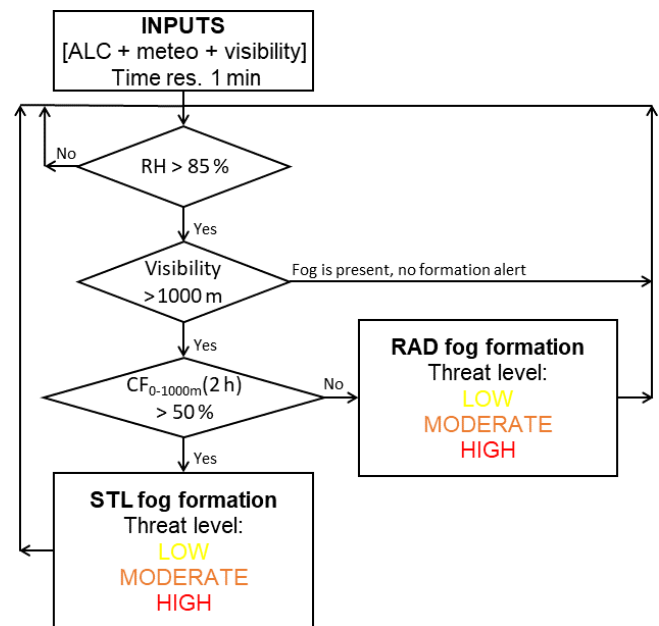 INPUTS
[ALC + meteo + visibility]
Time res. 1 min
No
RH > 85 %
Yes
Visibility
>1000 m
Fog is present, no formation alert
Yes
CF0-1000m(2 h)
> 50 %
No
RAD fog formation
Threat level:
LOW
MODERATE
HIGH
Yes
STL fog formation
Threat level:
LOW
MODERATE
HIGH